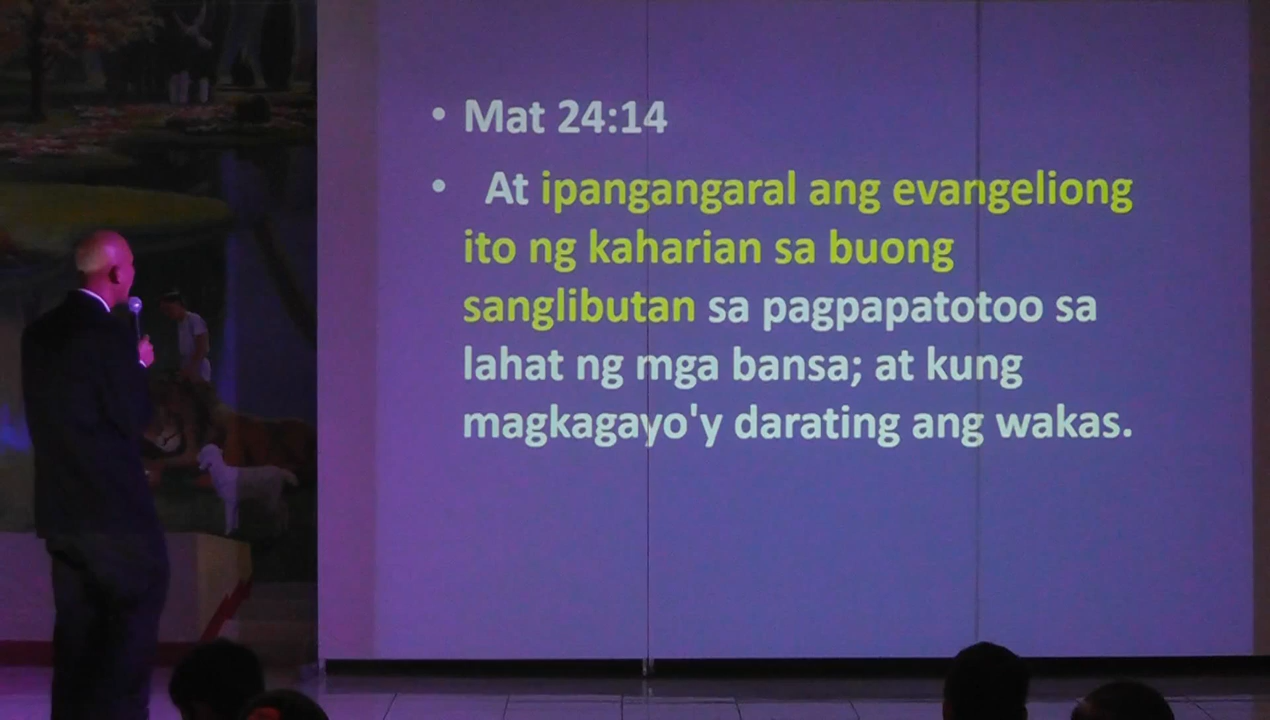 • Mat 24:14
• At ipangangaral ang evangeliong
ito ng kaharian sa buong
sanglibutan sa pagpapatotoo sa
lahat ng mga bansa; at kung
magkagayo'y darating ang wakas.